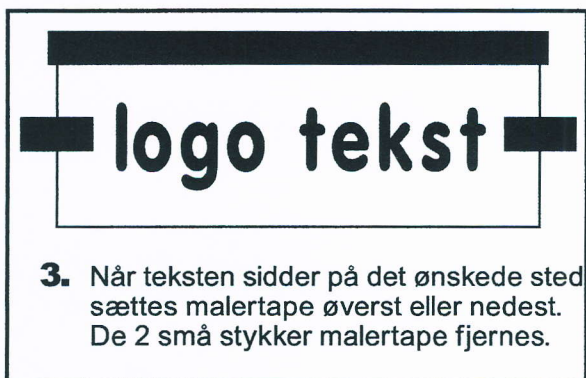 logo tekst
3. Når teksten sidder på det ønskede sted
sættes malertape øverst eller nedest.
De 2 små stykker malertape fjernes.